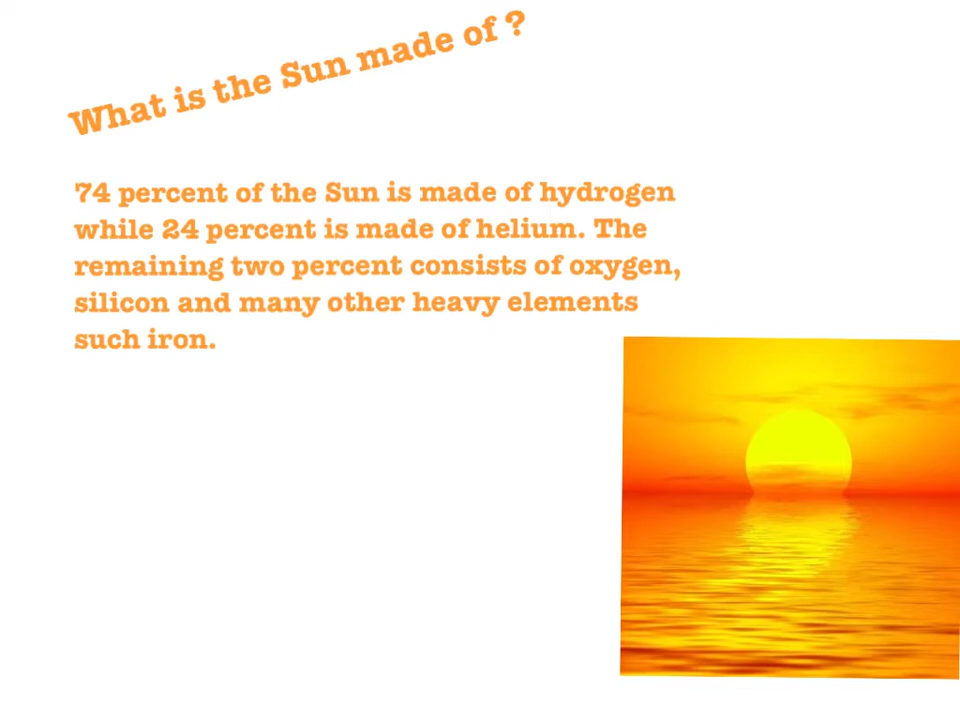 What is the Sun made of ?
74 percent of the Sun is made of hydrogen
while 24 percent is made of helium. The
remaining two percent consists of oxygen,
silicon and many other heavy elements
such iron.